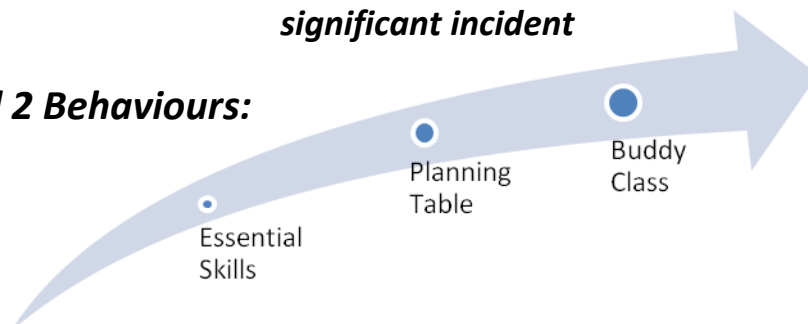 significant incident
2 Behaviours:
Buddy
Class
Planning
Table
Essential
Skills